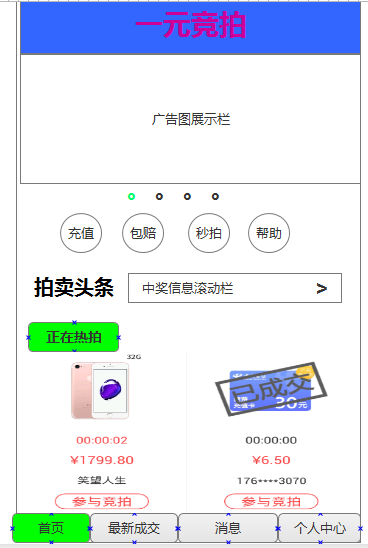 一元竞拍
广告图展示栏
充值 包赔 秒拍 帮助
拍卖头条 中奖信息滚动栏 >
正在热拍
32G
已成交
30元
00:00:02 00:00:00
¥1799.80 ¥6.50
笑望人生 176****3070
参与竞拍 参与竞拍
首页 最新成交 消息 个人中心